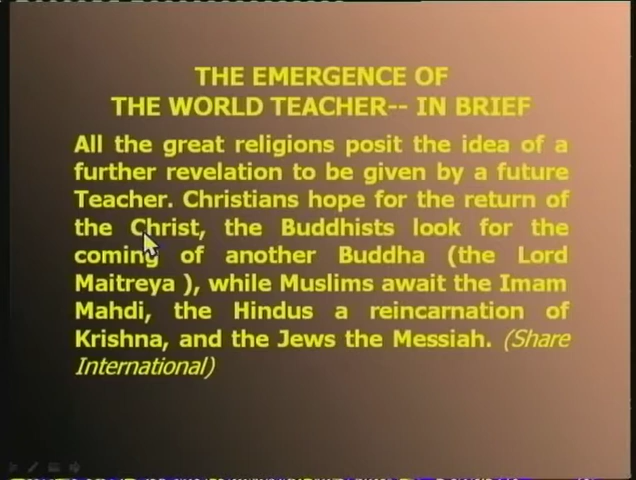 THE EMERGENCE OF
THE WORLD TEACHER-- IN BRIEF
All the great religions posit the idea of a
further revelation to be given by a future
Teacher. Christians hope for the return of
the Christ, the Buddhists look for the
coming of another Buddha (the Lord
Maitreya ), while Muslims await the Imam
Mahdi, the Hindus a reincarnation of
Krishna, and the Jews the Messiah. (Share
International)